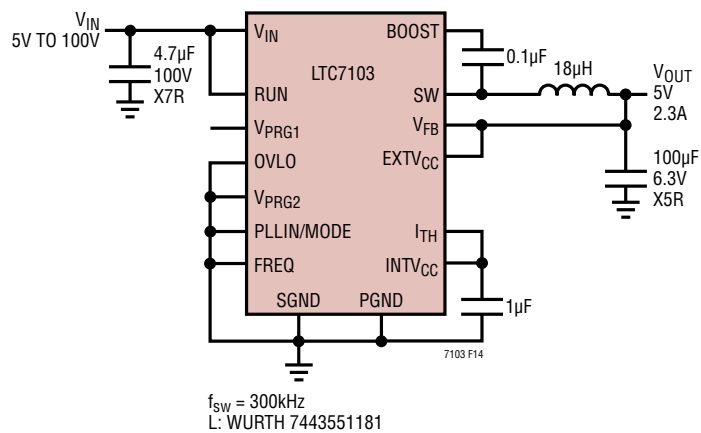 VIN
5V TO 100V
4.7µF
100V
X7R
VIN
RUN
VPRG1
OVLO
VPRG2
PLLIN/MODE
FREQ
LTC7103
BOOST
SW
VFB
EXTVCC
ITH
INTVCC
SGND
PGND
0.1µF
18µH
VOUT
5V
2.3A
100µF
6.3V
X5R
1µF
7103 F14
fSW = 300kHz
L: WURTH 7443551181